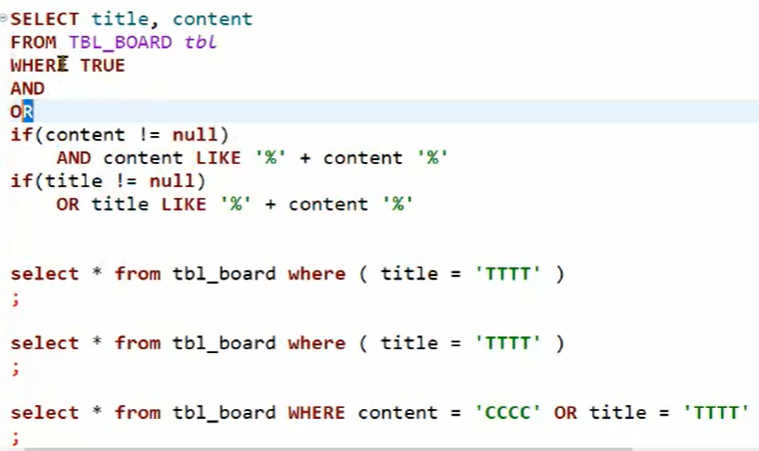 SELECT title, content
FROM TBL_BOARD tbl
WHERE TRUE
AND
OR
if(content != null)
    AND content LIKE '%' + content '%'
if(title != null)
    OR title LIKE '%' + content '%'
select * from tbl_board where ( title = 'TTTT' )
;
select * from tbl_board where ( title = 'TTTT' )
;
select * from tbl_board WHERE content = 'CCCC' OR title = 'TTTT'
;